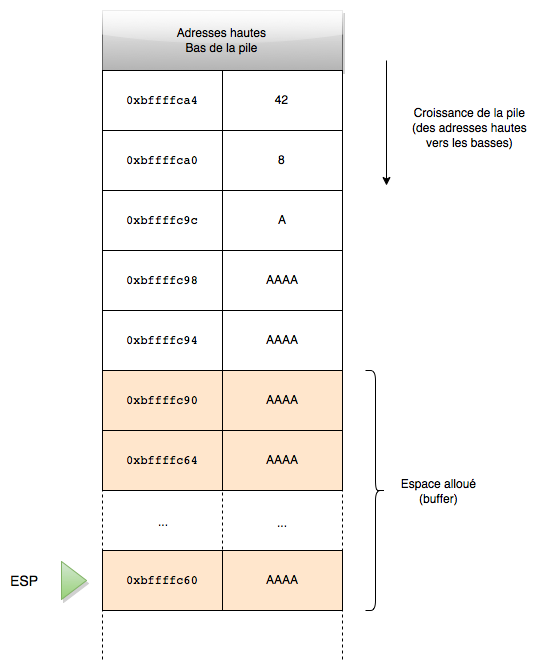 Adresses hautes
Bas de la pile
0xbffffca4 42
0xbffffca0 8
0xbffffc9c A
0xbffffc98 AAAA
0xbffffc94 AAAA
0xbffffc90 AAAA
0xbffffc64 AAAA
... ...
0xbffffc60 AAAA
Croissance de la pile
(des adresses hautes
vers les basses)
Espace alloué
(buffer)
ESP